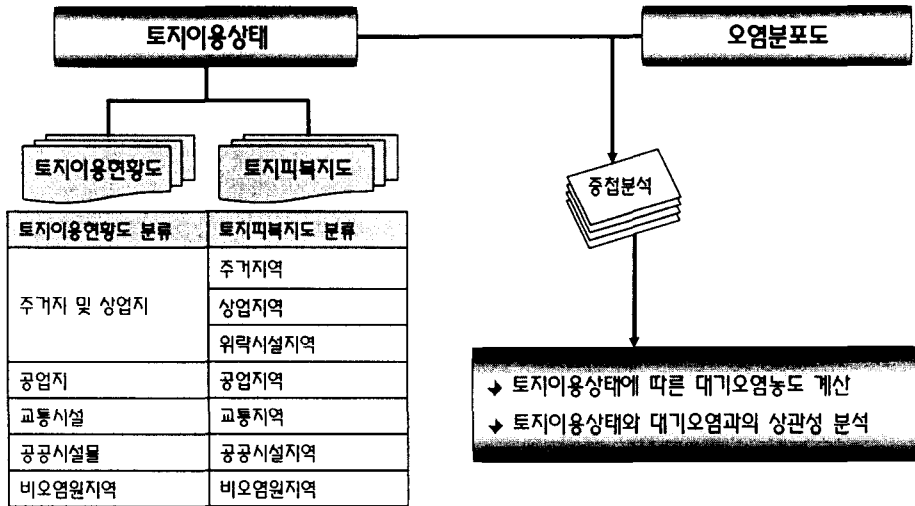 토지이용상태
오염분포도
토지이용현황도
토지피복지도
중첩분석
토지이용현황도 분류
토지피복지도 분류
주거지 및 상업지
주거지역
상업지역
위락시설지역
공업지
공업지역
교통시설
교통지역
공공시설물
공공시설지역
비오염원지역
비오염원지역
토지이용상태에 따른 대기오염농도 계산
토지이용상태와 대기오염과의 상관성 분석